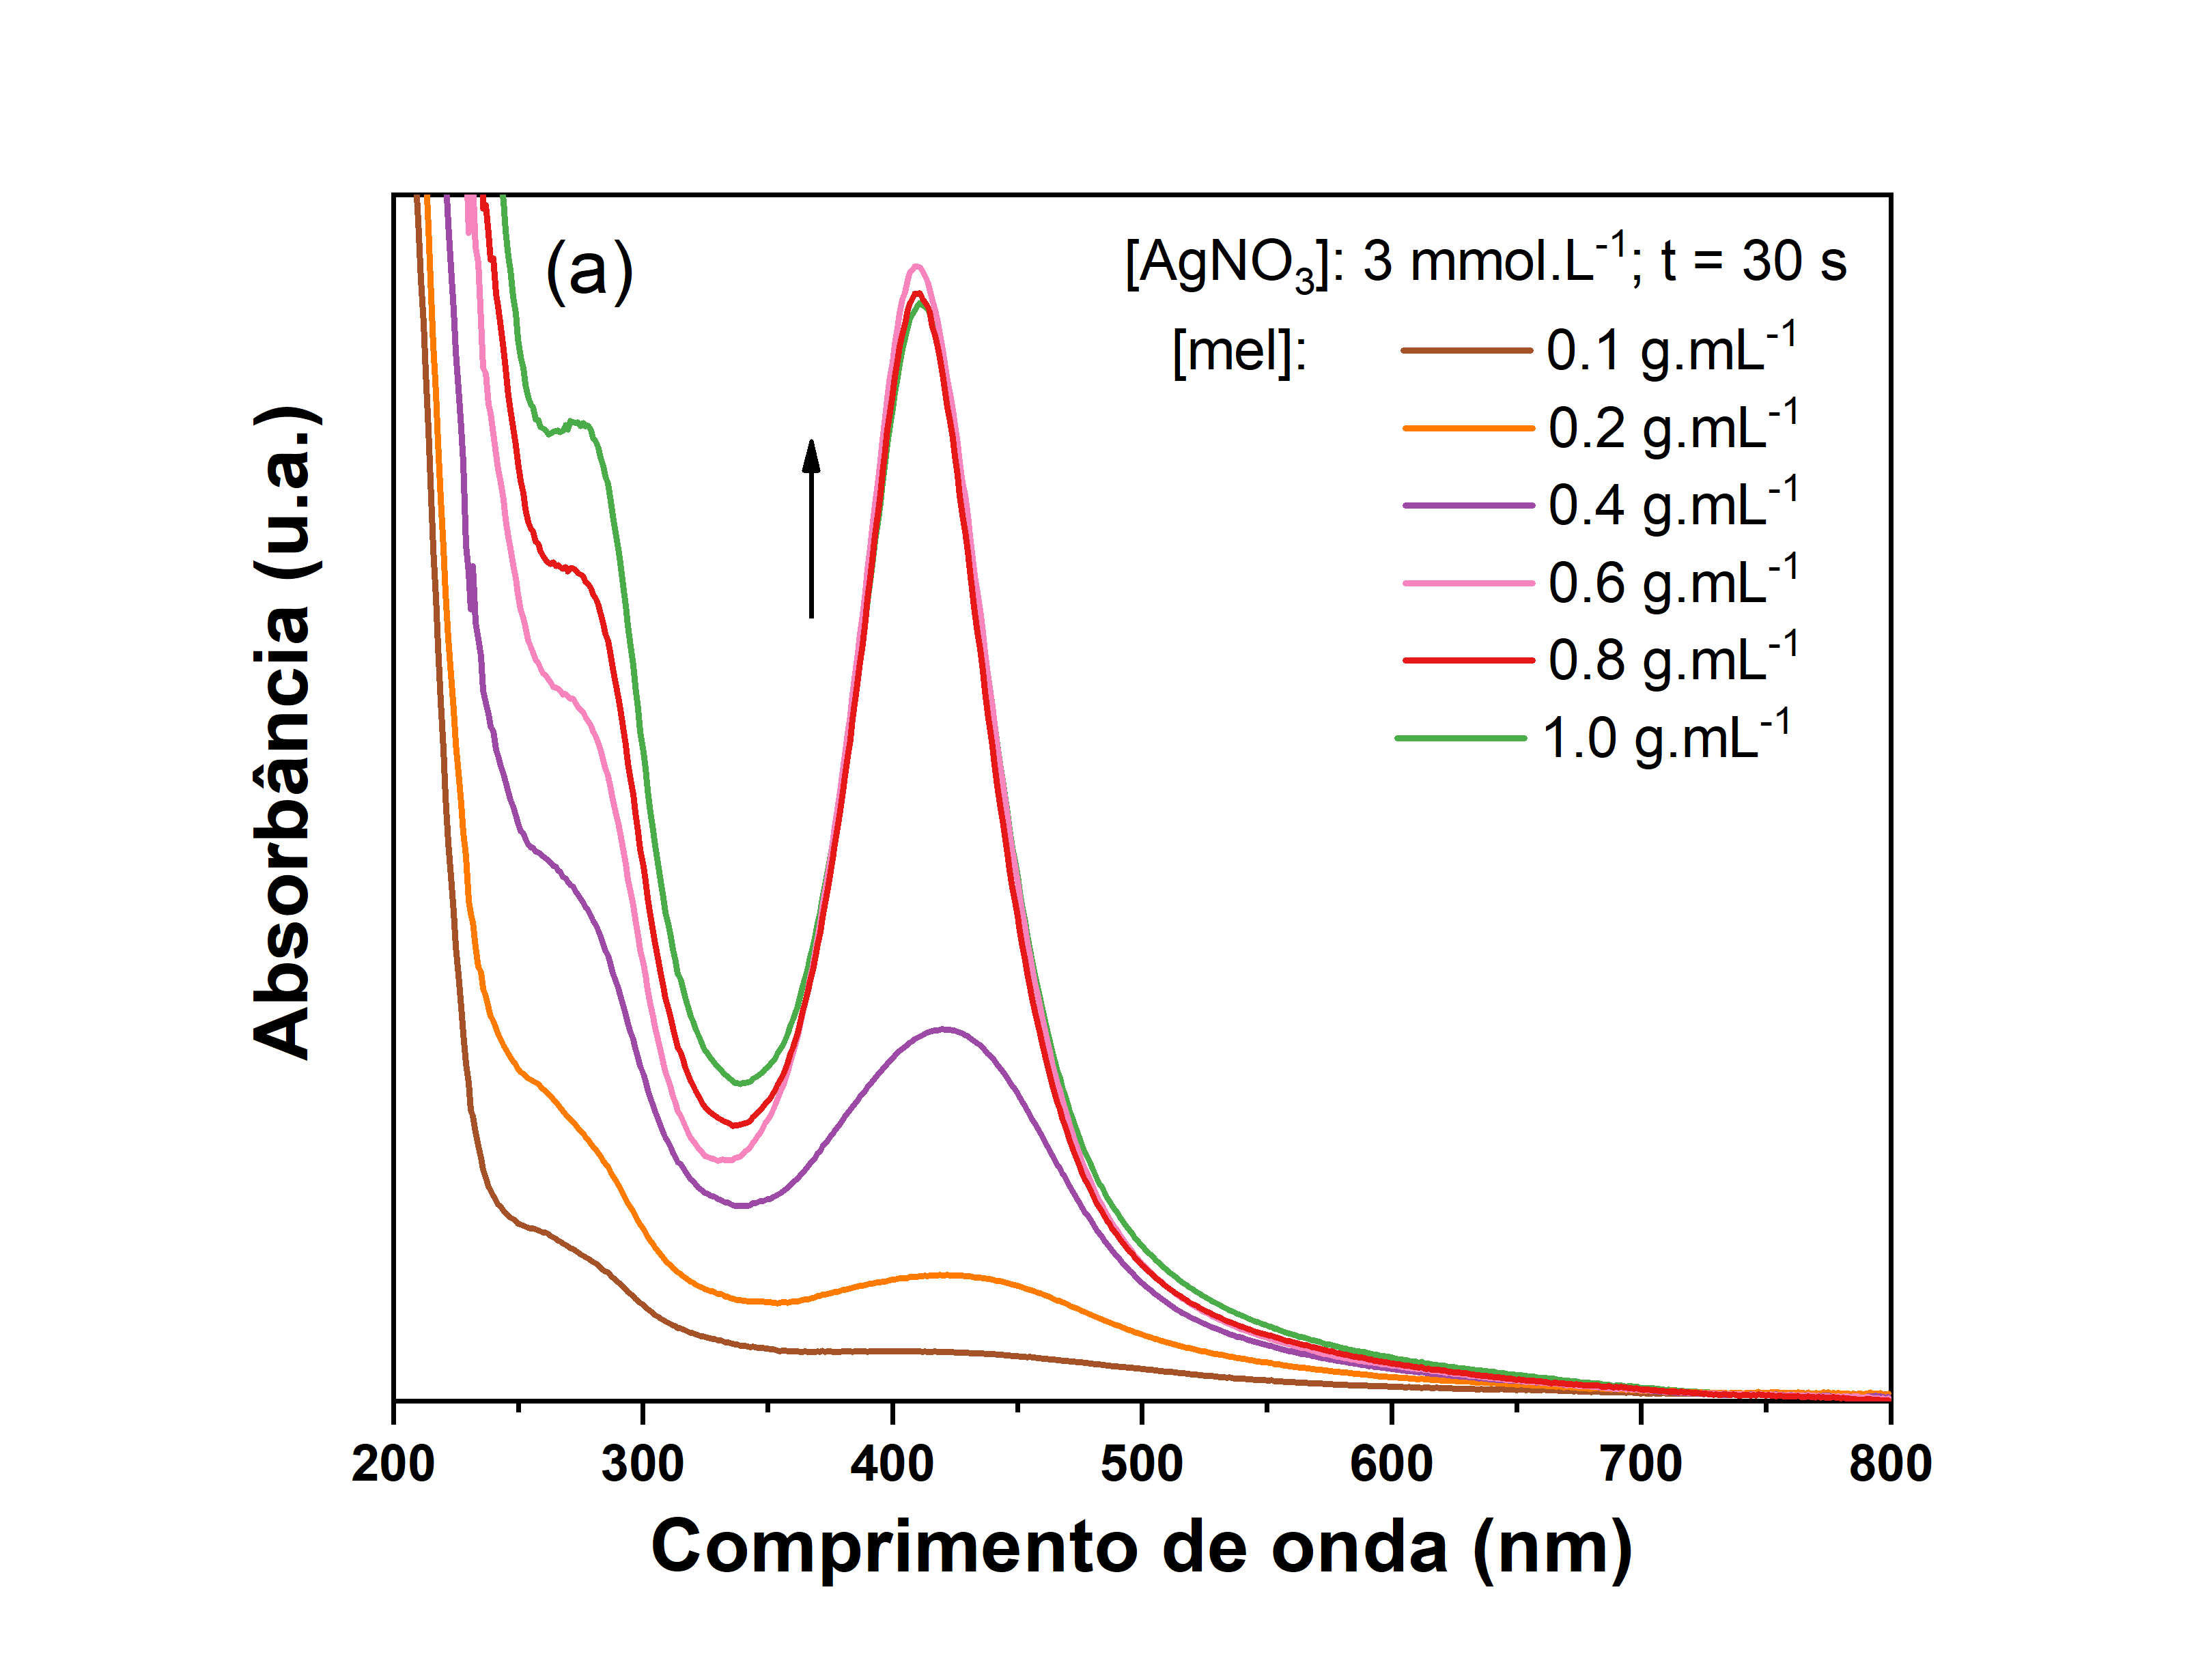 (a)
[AgNO₃]: 3 mmol.L⁻¹; t = 30 s
[mel]:
0.1 g.mL⁻¹
0.2 g.mL⁻¹
0.4 g.mL⁻¹
0.6 g.mL⁻¹
0.8 g.mL⁻¹
1.0 g.mL⁻¹
Absorbância (u.a.)
200 300 400 500 600 700 800
Comprimento de onda (nm)